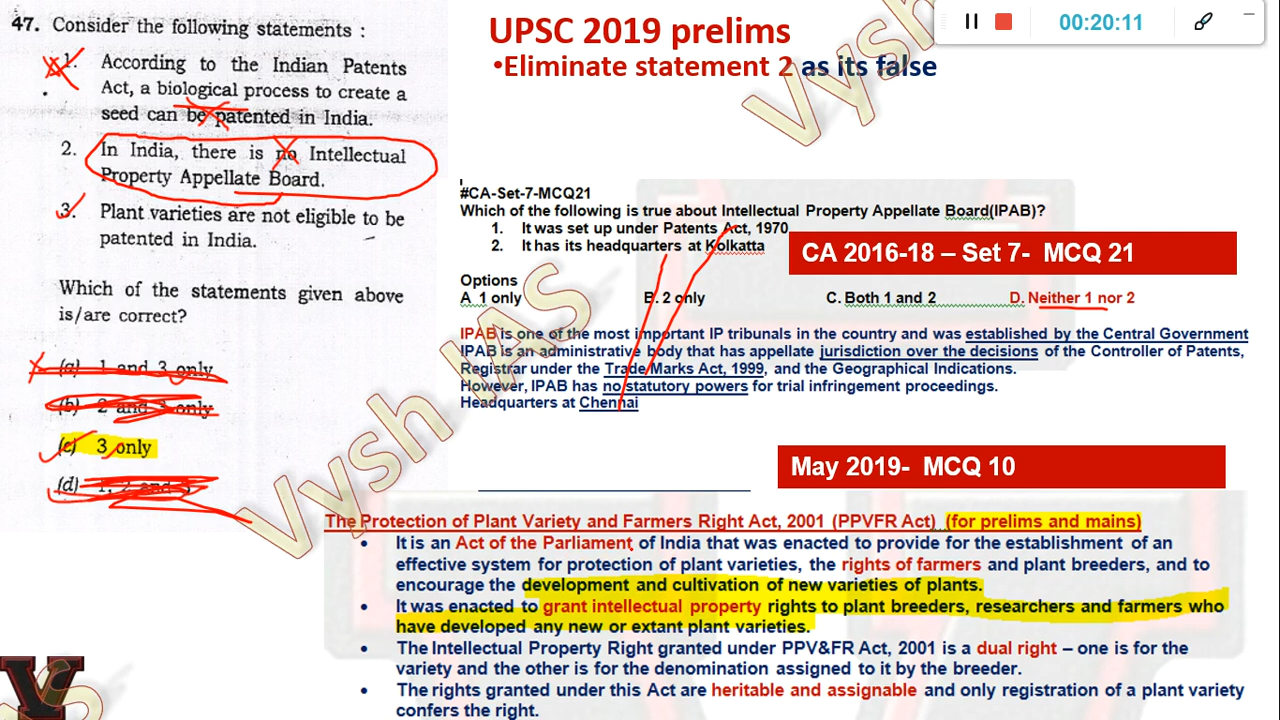 47. Consider the following statements :
1. According to the Indian Patents
Act, a biological process to create a
seed can be patented in India.
2. In India, there is no Intellectual
Property Appellate Board.
3. Plant varieties are not eligible to be
patented in India.
Which of the statements given above
is/are correct?
(a) 1 and 3 only
(b) 2 and 3 only
(c) 3 only
(d) 1, 2 and 3
UPSC 2019 prelims
•Eliminate statement 2 as its false
00:20:11
#CA-Set-7-MCQ21
Which of the following is true about Intellectual Property Appellate Board(IPAB)?
1. It was set up under Patents Act, 1970
2. It has its headquarters at Kolkatta
CA 2016-18 – Set 7- MCQ 21
Options
A 1 only B. 2 only C. Both 1 and 2 D. Neither 1 nor 2
IPAB is one of the most important IP tribunals in the country and was established by the Central Government
IPAB is an administrative body that has appellate jurisdiction over the decisions of the Controller of Patents,
Registrar under the Trade Marks Act, 1999, and the Geographical Indications.
However, IPAB has no statutory powers for trial infringement proceedings.
Headquarters at Chennai
May 2019- MCQ 10
The Protection of Plant Variety and Farmers Right Act, 2001 (PPVFR Act) (for prelims and mains)
• It is an Act of the Parliament of India that was enacted to provide for the establishment of an
effective system for protection of plant varieties, the rights of farmers and plant breeders, and to
encourage the development and cultivation of new varieties of plants.
• It was enacted to grant intellectual property rights to plant breeders, researchers and farmers who
have developed any new or extant plant varieties.
• The Intellectual Property Right granted under PPV&FR Act, 2001 is a dual right – one is for the
variety and the other is for the denomination assigned to it by the breeder.
• The rights granted under this Act are heritable and assignable and only registration of a plant variety
confers the right.
Vysh IAS
Vysh
V